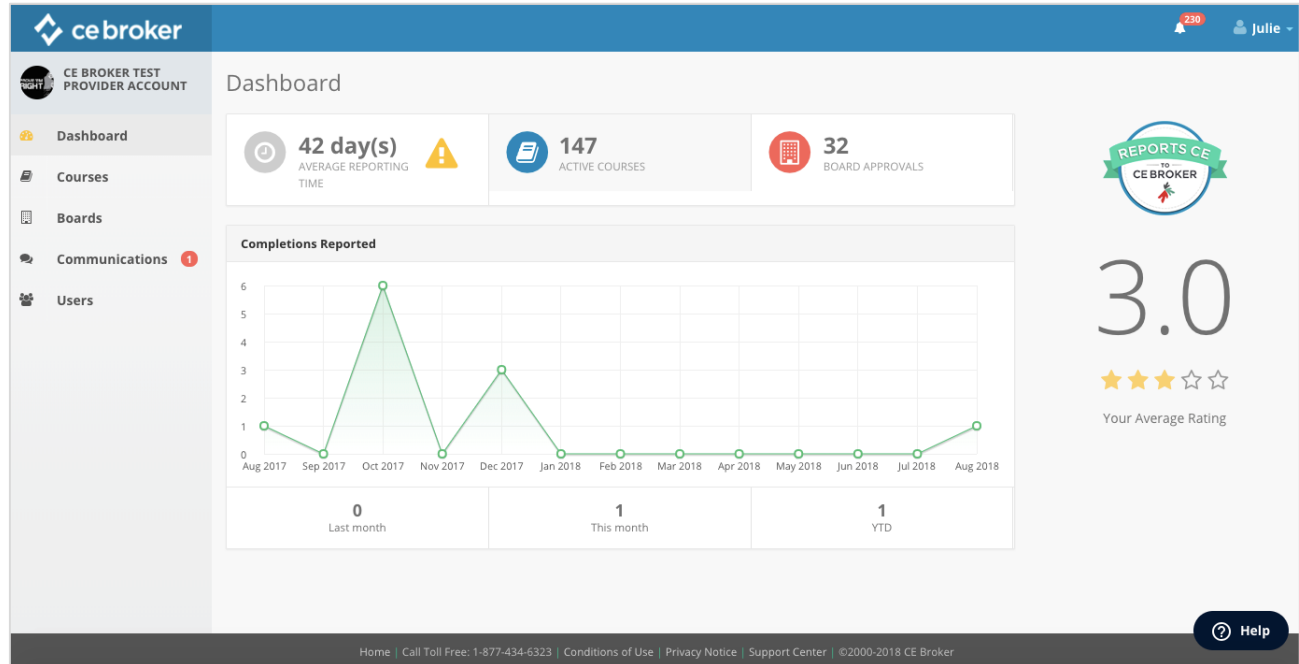 cebroker
230
Julie
CE BROKER TEST
PROVIDER ACCOUNT
Dashboard
Courses
Boards
Communications 1
Users
Dashboard
42 day(s)
AVERAGE REPORTING
TIME
147
ACTIVE COURSES
32
BOARD APPROVALS
REPORTS CE
TO
CE BROKER
3.0
Your Average Rating
Completions Reported
6
5
4
3
2
1
0
Aug 2017 Sep 2017 Oct 2017 Nov 2017 Dec 2017 Jan 2018 Feb 2018 Mar 2018 Apr 2018 May 2018 Jun 2018 Jul 2018 Aug 2018
0
Last month
1
This month
1
YTD
Help
Home | Call Toll Free: 1-877-434-6323 | Conditions of Use | Privacy Notice | Support Center | ©2000-2018 CE Broker